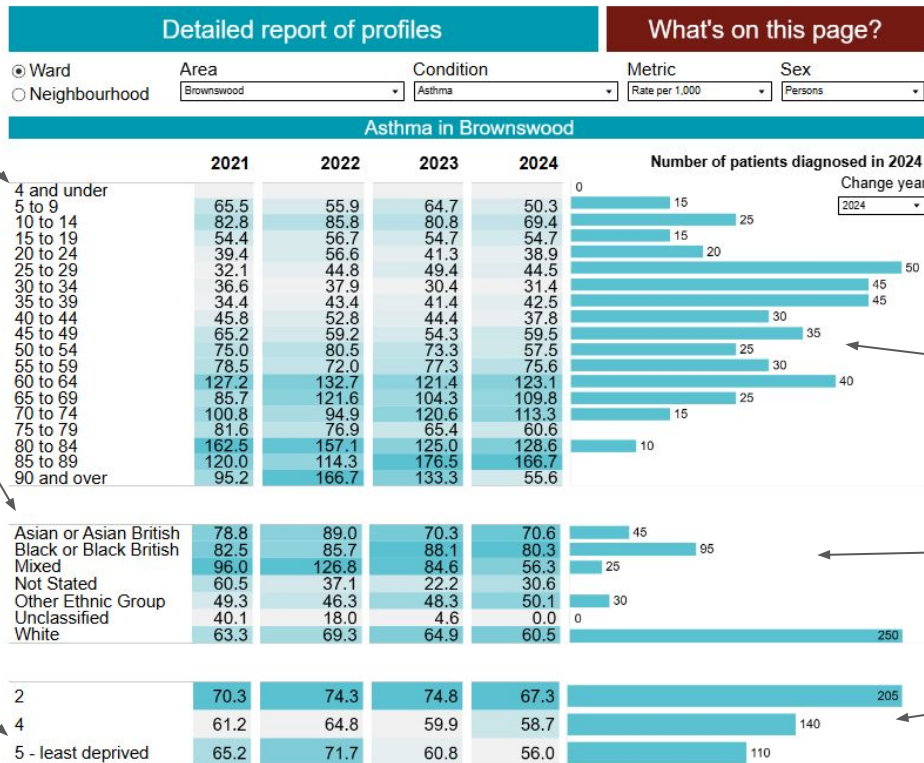 Detailed report of profiles What's on this page?
Ward Area Condition Metric Sex
Neighbourhood Brownswood Asthma Rate per 1,000 Persons
Asthma in Brownswood
2021 2022 2023 2024 Number of patients diagnosed in 2024
Change year
2024
4 and under 0
5 to 9 65.5 55.9 64.7 50.3 15
10 to 14 82.8 85.8 80.8 69.4 25
15 to 19 54.4 56.7 54.7 54.7 15
20 to 24 39.4 56.6 41.3 38.9 20
25 to 29 32.1 44.8 49.4 44.5 50
30 to 34 36.6 37.9 30.4 31.4 45
35 to 39 34.4 43.4 41.4 42.5 45
40 to 44 45.8 52.8 44.4 37.8 30
45 to 49 65.2 59.2 54.3 59.5 35
50 to 54 75.0 80.5 73.3 57.5 25
55 to 59 78.5 72.0 77.3 75.6 30
60 to 64 127.2 132.7 121.4 123.1 40
65 to 69 85.7 121.6 104.3 109.8 25
70 to 74 100.8 94.9 120.6 113.3 15
75 to 79 81.6 76.9 65.4 60.6
80 to 84 162.5 157.1 125.0 128.6 10
85 to 89 120.0 114.3 176.5 166.7
90 and over 95.2 166.7 133.3 55.6
Asian or Asian British 78.8 89.0 70.3 70.6 45
Black or Black British 82.5 85.7 88.1 80.3 95
Mixed 96.0 126.8 84.6 56.3 25
Not Stated 60.5 37.1 22.2 30.6
Other Ethnic Group 49.3 46.3 48.3 50.1 30
Unclassified 40.1 18.0 4.6 0.0 0
White 63.3 69.3 64.9 60.5 250
2 70.3 74.3 74.8 67.3 205
4 61.2 64.8 59.9 58.7 140
5 - least deprived 65.2 71.7 60.8 56.0 110